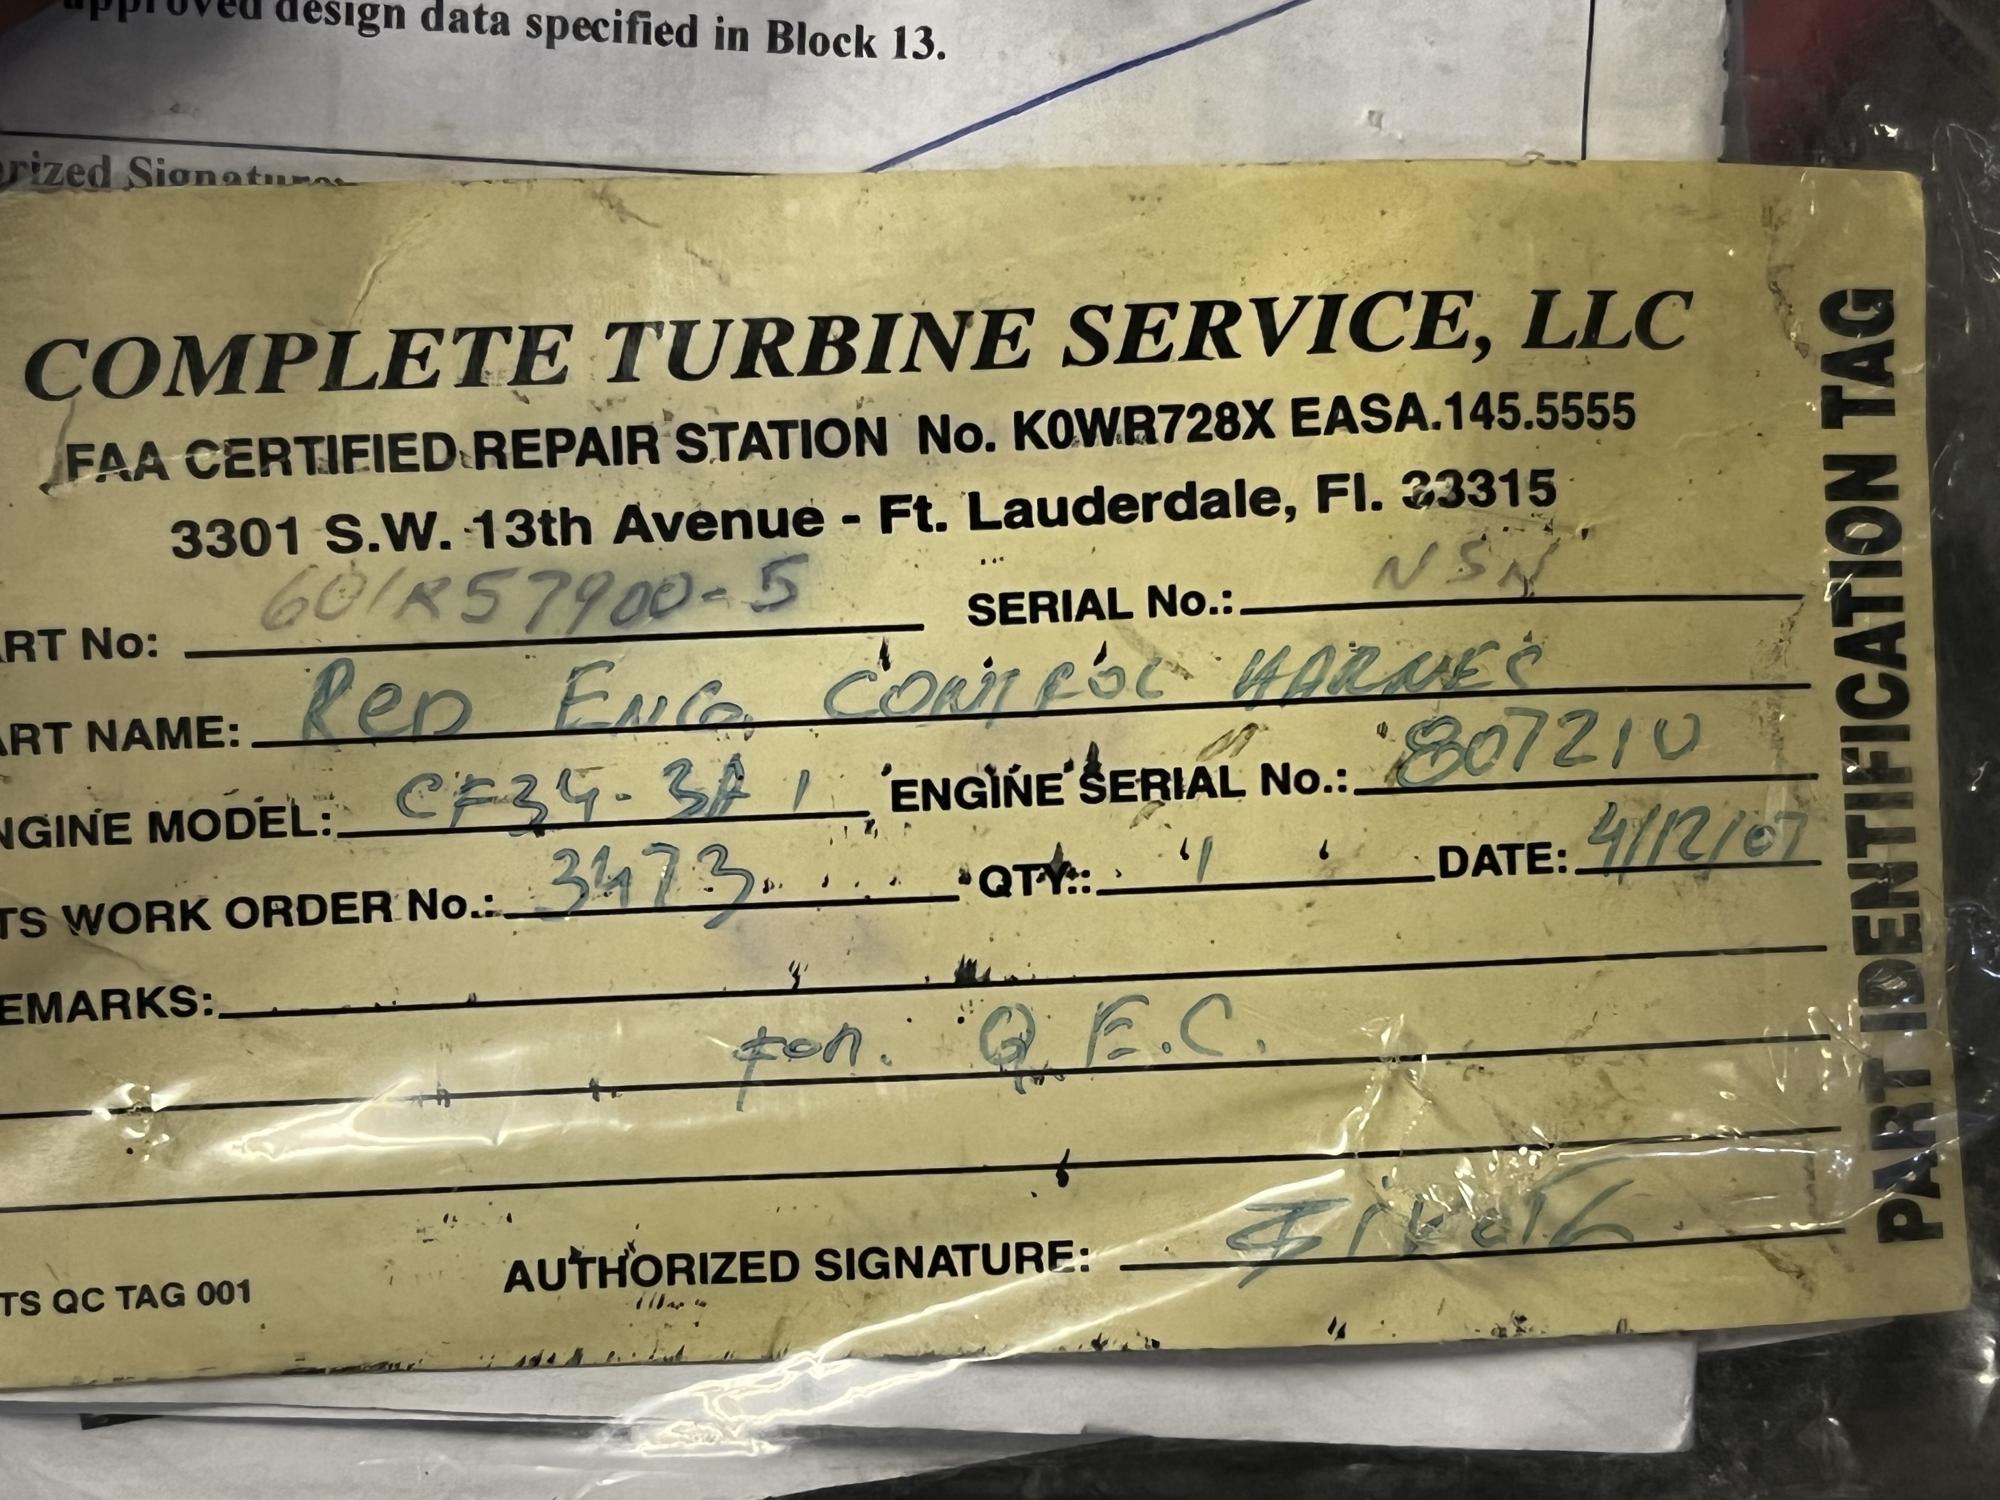 approved design data specified in Block 13.
orized Signature:
COMPLETE TURBINE SERVICE, LLC
FAA CERTIFIED REPAIR STATION No. K0WR728X EASA.145.5555
3301 S.W. 13th Avenue - Ft. Lauderdale, Fl. 33315
ART No: 601R57900-5 SERIAL No.: NSN
ART NAME: RED ENG CONTROL HARNES
NGINE MODEL: CF34-3A1 ENGINE SERIAL No.: 807210
TS WORK ORDER No.: 3473 QTY.: 1 DATE: 4/12/07
EMARKS:
for. Q.E.C.
AUTHORIZED SIGNATURE:
TS QC TAG 001
PART IDENTIFICATION TAG